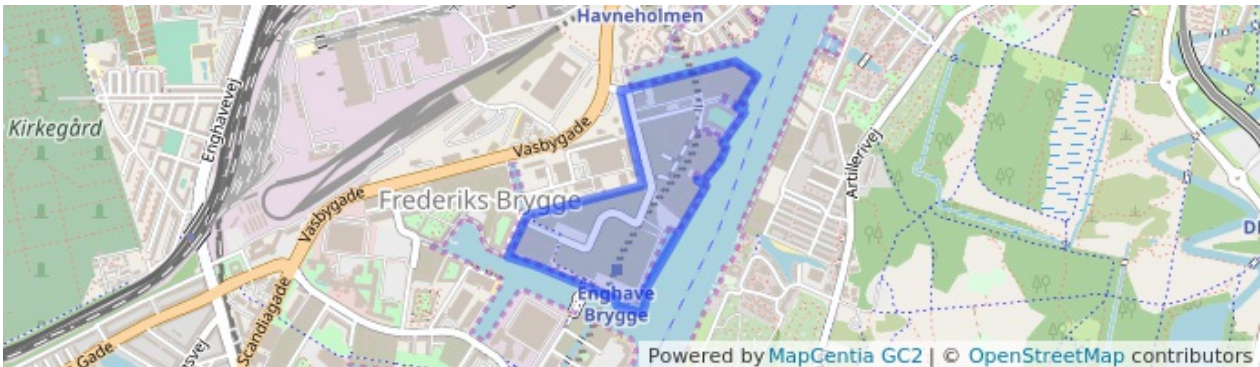 Havneholmen
Kirkegård
Enghavevej
Vasbygade
Artillerivej
Frederiks Brygge
Vasbygade
Enghave
Brygge
Scandiagade
Gade
Powered by MapCentia GC2 | © OpenStreetMap contributors